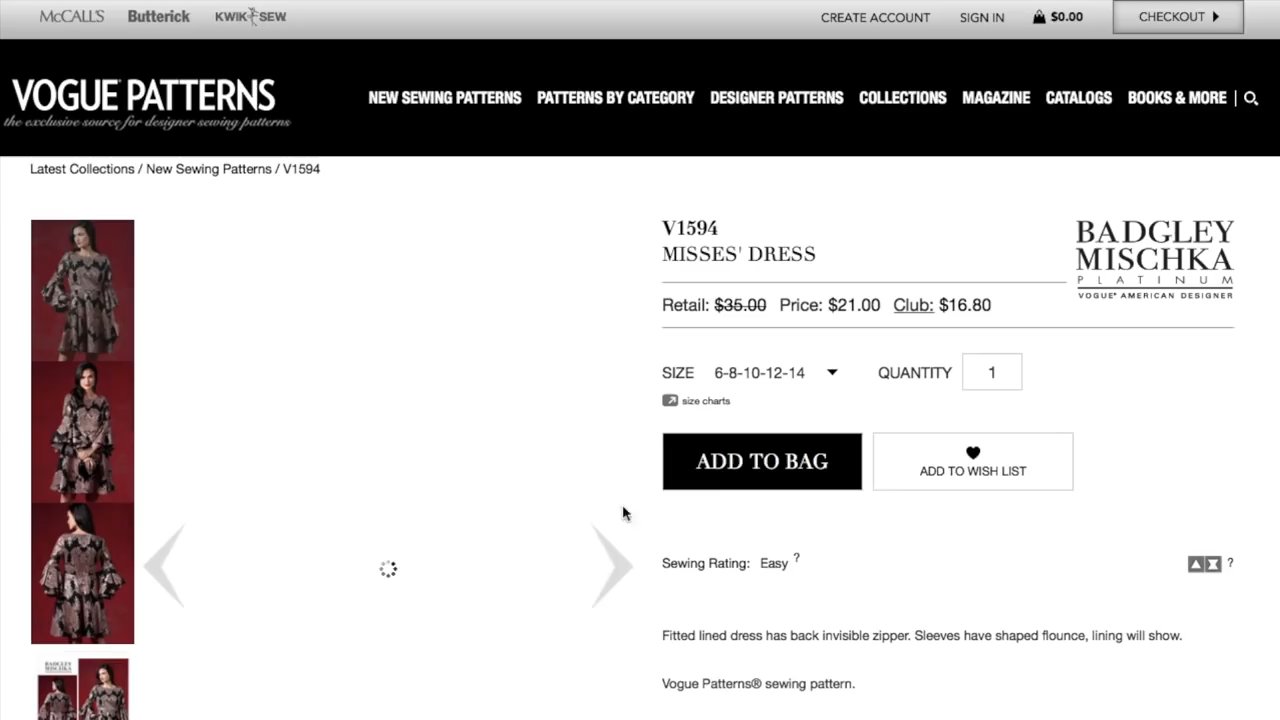 McCALL'S Butterick KWIK SEW CREATE ACCOUNT SIGN IN $0.00 CHECKOUT
VOGUE PATTERNS
the exclusive source for designer sewing patterns
NEW SEWING PATTERNS PATTERNS BY CATEGORY DESIGNER PATTERNS COLLECTIONS MAGAZINE CATALOGS BOOKS & MORE
Latest Collections / New Sewing Patterns / V1594
V1594
MISSES' DRESS
BADGLEY
MISCHKA
PLATINUM
VOGUE® AMERICAN DESIGNER
Retail: $35.00 Price: $21.00 Club: $16.80
SIZE 6-8-10-12-14 QUANTITY 1
size charts
ADD TO BAG
ADD TO WISH LIST
Sewing Rating: Easy ?
?
Fitted lined dress has back invisible zipper. Sleeves have shaped flounce, lining will show.
Vogue Patterns® sewing pattern.
BADGLEY
MISCHKA